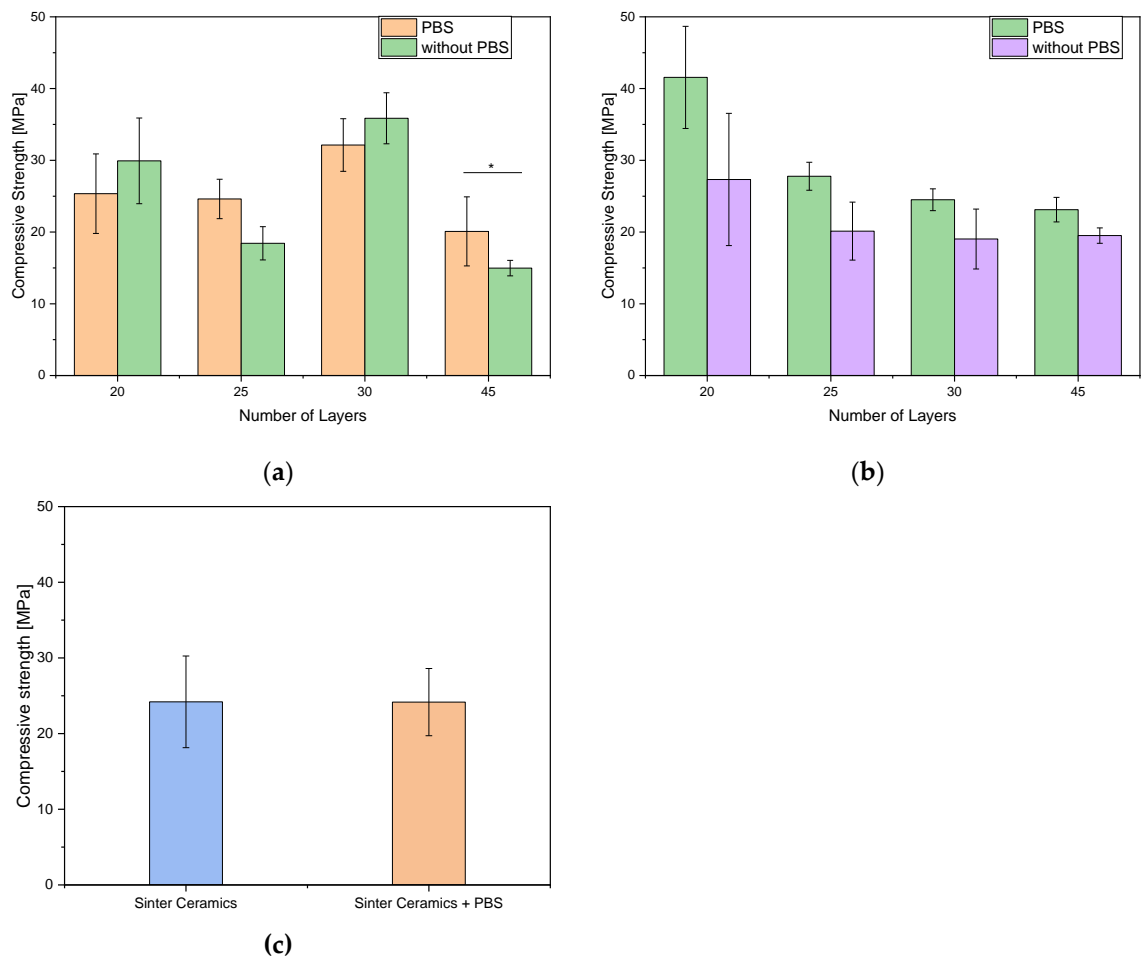 50
40
30
20
10
0
Compressive Strength [MPa]
PBS
without PBS
*
20 25 30 45
Number of Layers
(a)
50
40
30
20
10
0
Compressive Strength [MPa]
PBS
without PBS
20 25 30 45
Number of Layers
(b)
50
40
30
20
10
0
Compressive strength [MPa]
Sinter Ceramics Sinter Ceramics + PBS
(c)